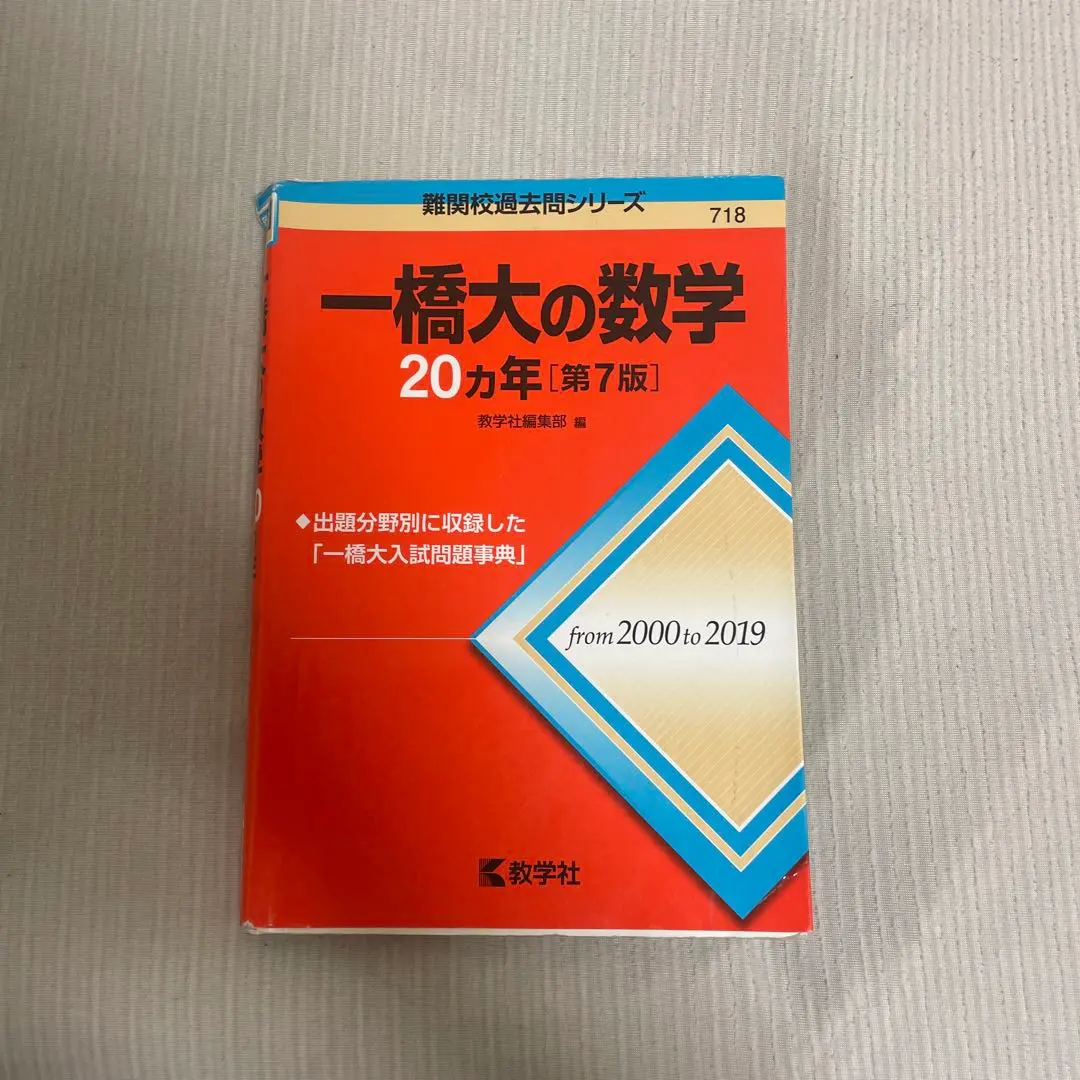 難関校過去問シリーズ
718
一橋大の数学
20ヵ年[第7版]
教学社編集部 編
◆出題分野別に収録した
「一橋大入試問題事典」
from 2000 to 2019
教学社